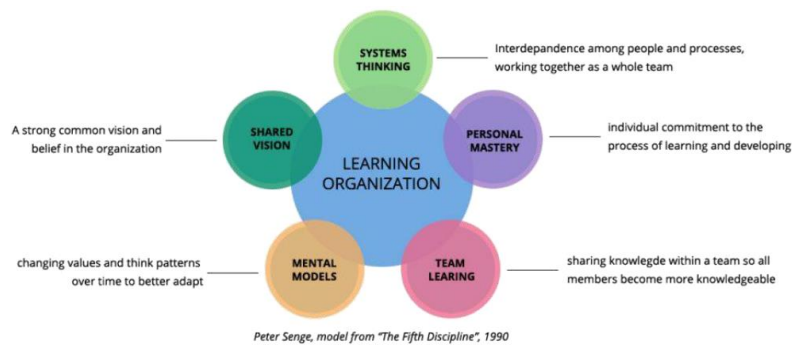 SYSTEMS
THINKING
Interdepandence among people and processes,
working together as a whole team
A strong common vision and
belief in the organization
SHARED
VISION
PERSONAL
MASTERY
individual commitment to the
process of learning and developing
LEARNING
ORGANIZATION
changing values and think patterns
over time to better adapt
MENTAL
MODELS
TEAM
LEARING
sharing knowlegde within a team so all
members become more knowledgeable
Peter Senge, model from "The Fifth Discipline", 1990